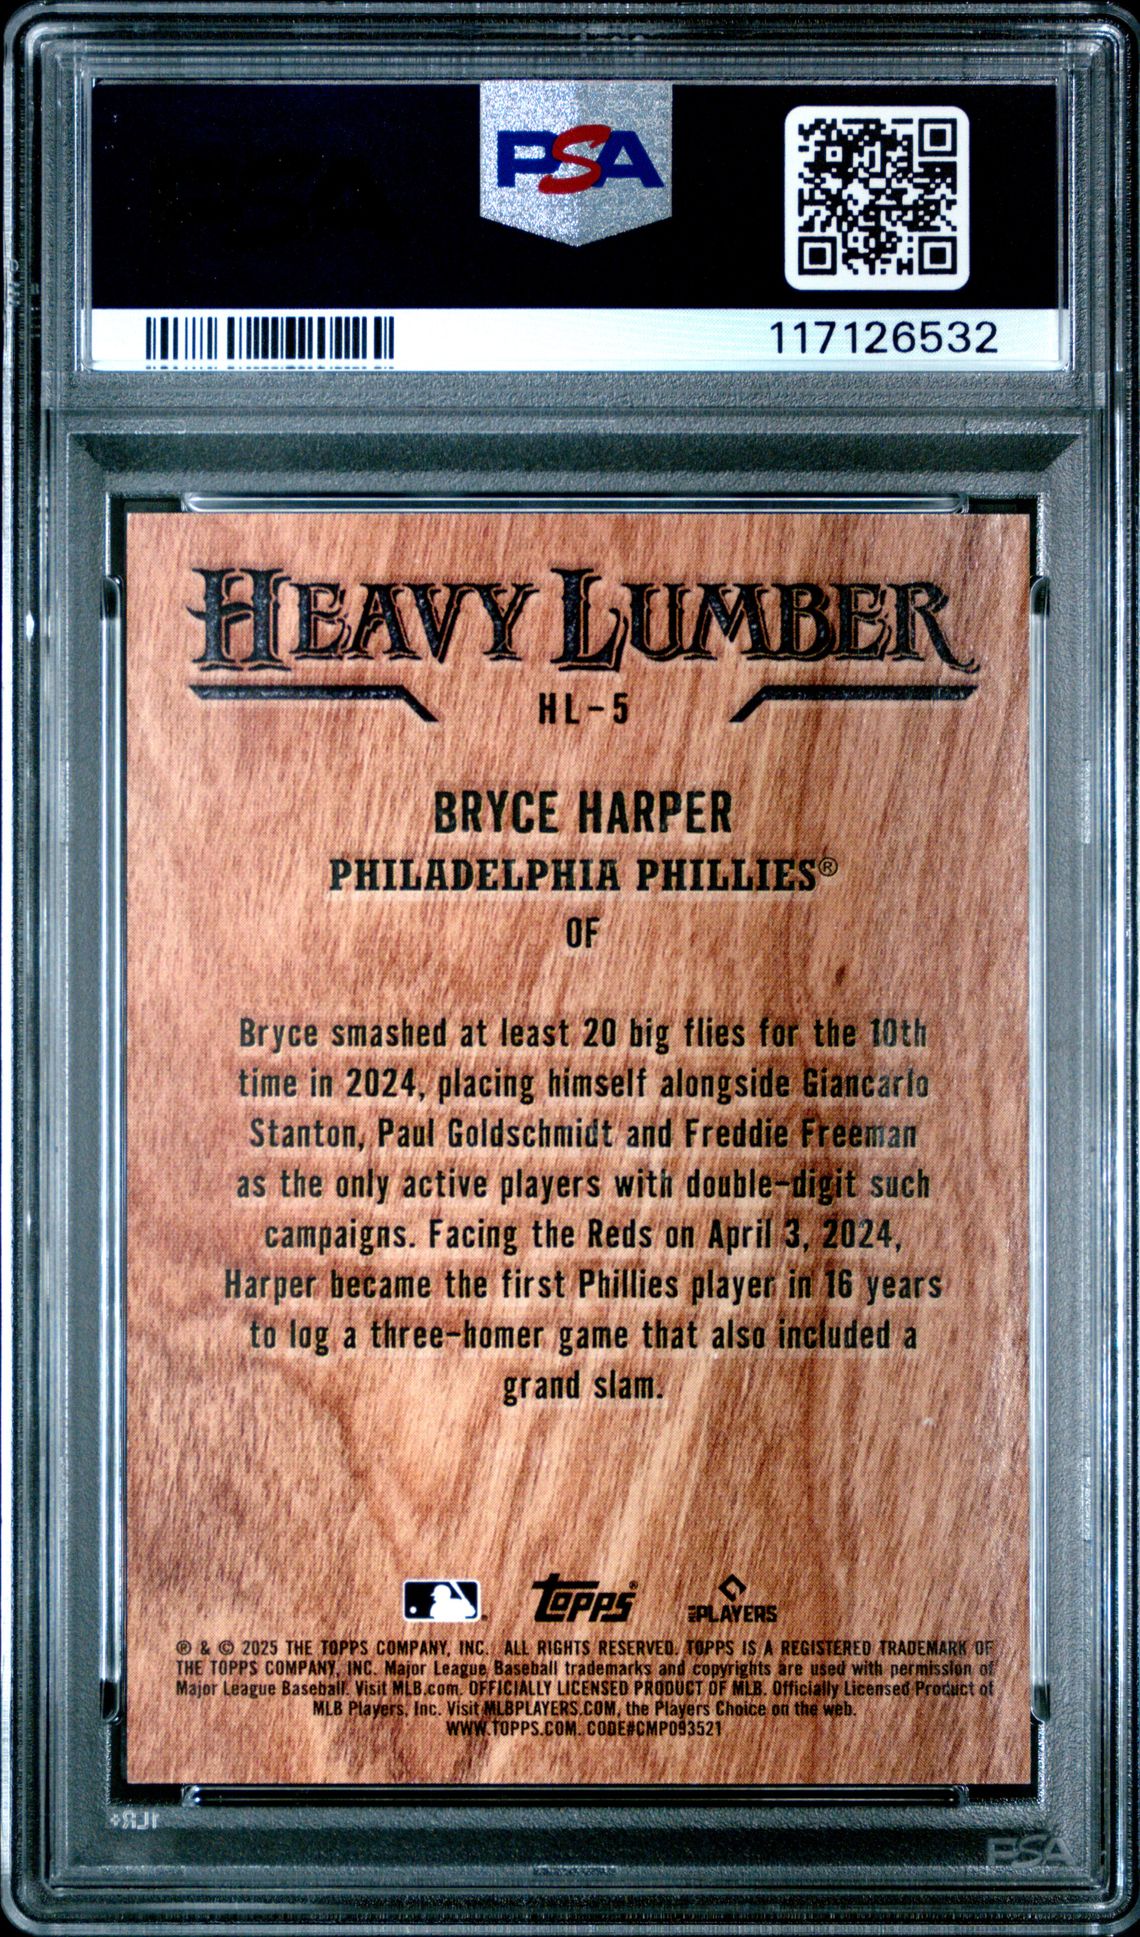 PSA
117126532
HEAVY LUMBER
HL-5
BRYCE HARPER
PHILADELPHIA PHILLIES®
OF
Bryce smashed at least 20 big flies for the 10th
time in 2024, placing himself alongside Giancarlo
Stanton, Paul Goldschmidt and Freddie Freeman
as the only active players with double-digit such
campaigns. Facing the Reds on April 3, 2024,
Harper became the first Phillies player in 16 years
to log a three-homer game that also included a
grand slam.
topps® PLAYERS
® & © 2025 THE TOPPS COMPANY, INC. ALL RIGHTS RESERVED. TOPPS IS A REGISTERED TRADEMARK OF
THE TOPPS COMPANY, INC. Major League Baseball trademarks and copyrights are used with permission of
Major League Baseball. Visit MLB.com. OFFICIALLY LICENSED PRODUCT OF MLB. Officially Licensed Product of
MLB Players, Inc. Visit MLBPLAYERS.COM, the Players Choice on the web.
WWW.TOPPS.COM. CODE#CMP093521
1LR+
PSA